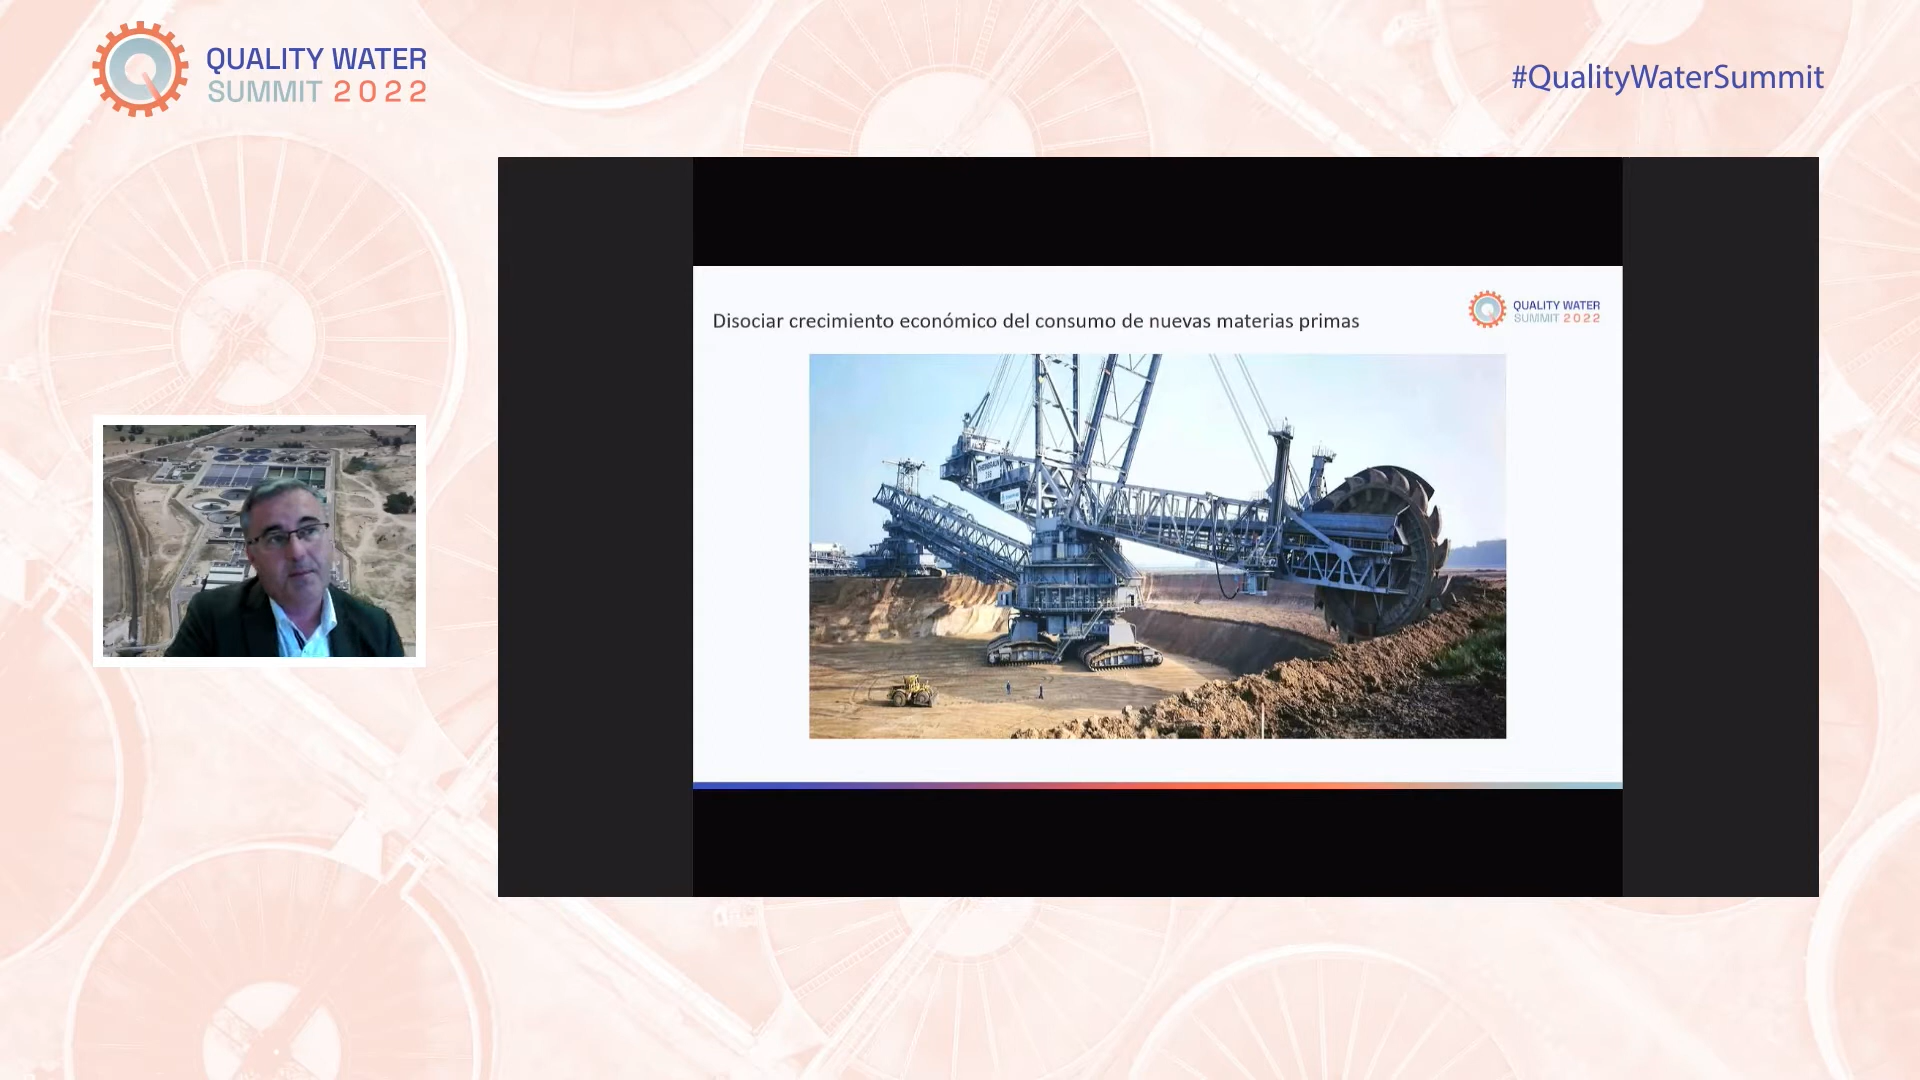 QUALITY WATER
SUMMIT 2022
#QualityWaterSummit
Disociar crecimiento económico del consumo de nuevas materias primas
QUALITY WATER
SUMMIT 2022